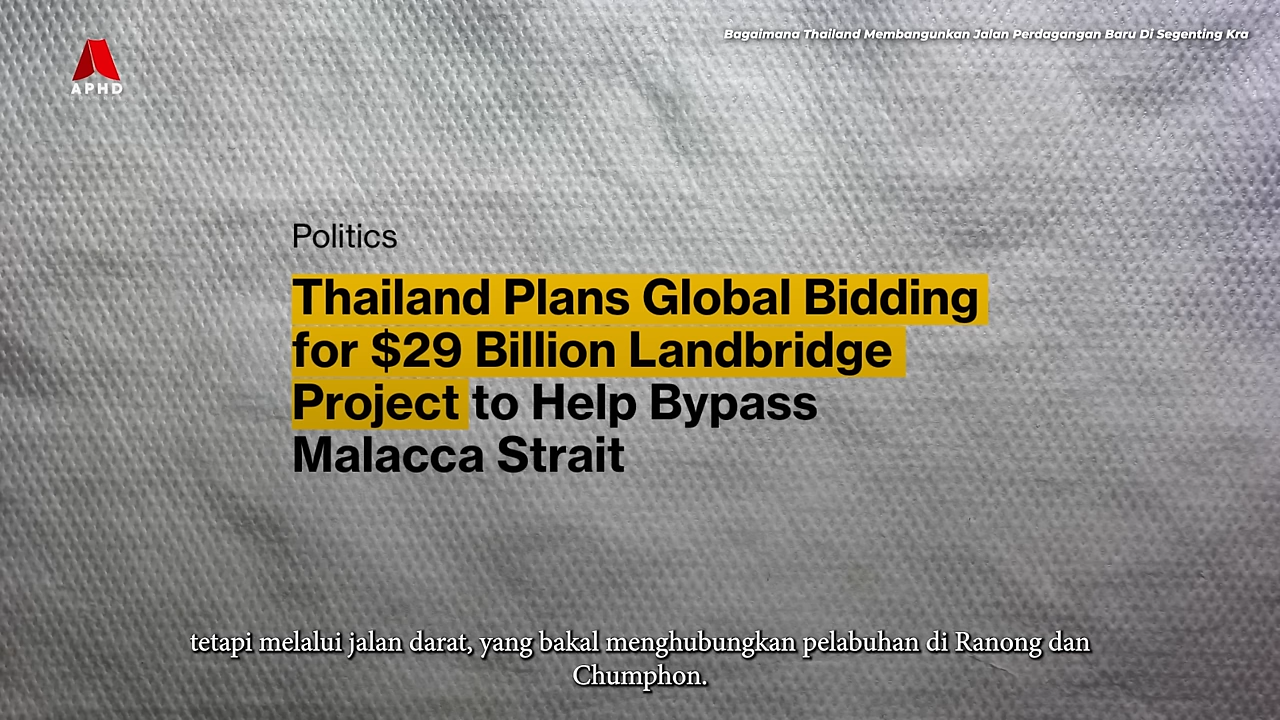 Bagaimana Thailand Membangunkan Jalan Perdagangan Baru Di Segenting Kra
APHD
Politics
Thailand Plans Global Bidding
for $29 Billion Landbridge
Project to Help Bypass
Malacca Strait
tetapi melalui jalan darat, yang bakal menghubungkan pelabuhan di Ranong dan
Chumphon.